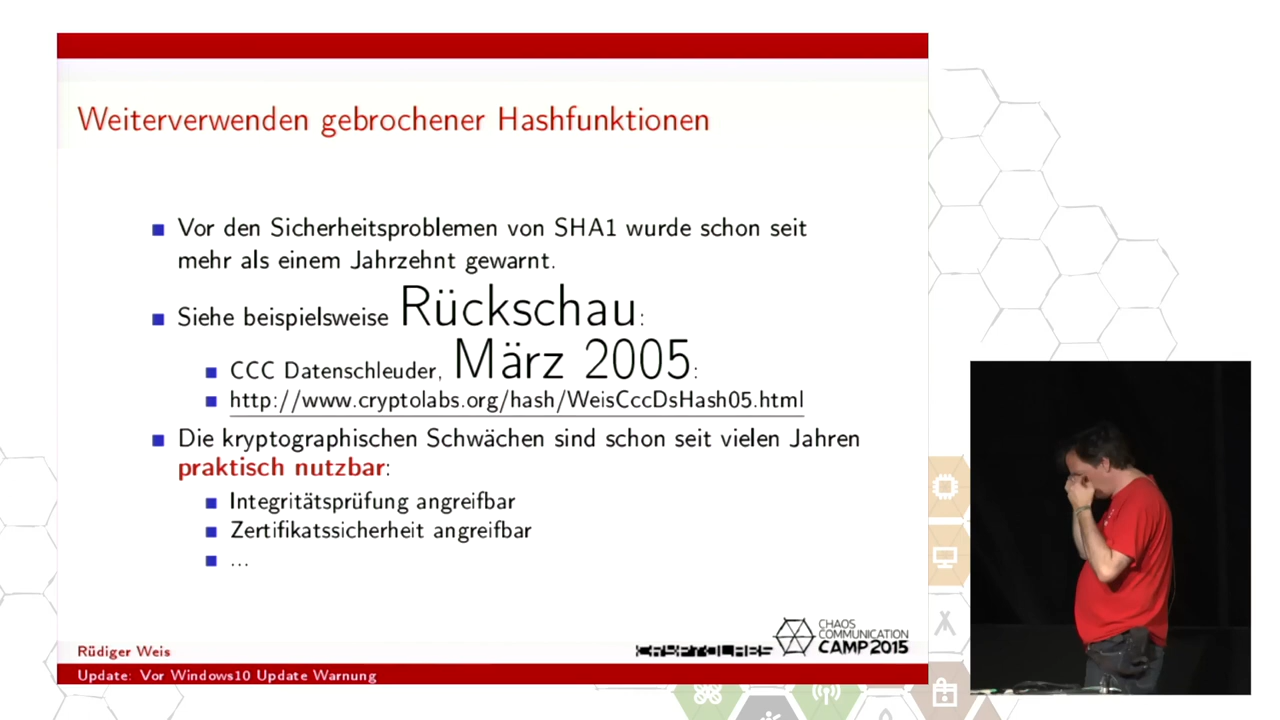 Weiterverwenden gebrochener Hashfunktionen
Vor den Sicherheitsproblemen von SHA1 wurde schon seit
mehr als einem Jahrzehnt gewarnt.
Siehe beispielsweise Rückschau:
CCC Datenschleuder, März 2005:
http://www.cryptolabs.org/hash/WeisCccDsHash05.html
Die kryptographischen Schwächen sind schon seit vielen Jahren
praktisch nutzbar:
Integritätsprüfung angreifbar
Zertifikatssicherheit angreifbar
...
Rüdiger Weis
CRYPTOLABS
CHAOS
COMMUNICATION
CAMP 2015
Update: Vor Windows10 Update Warnung